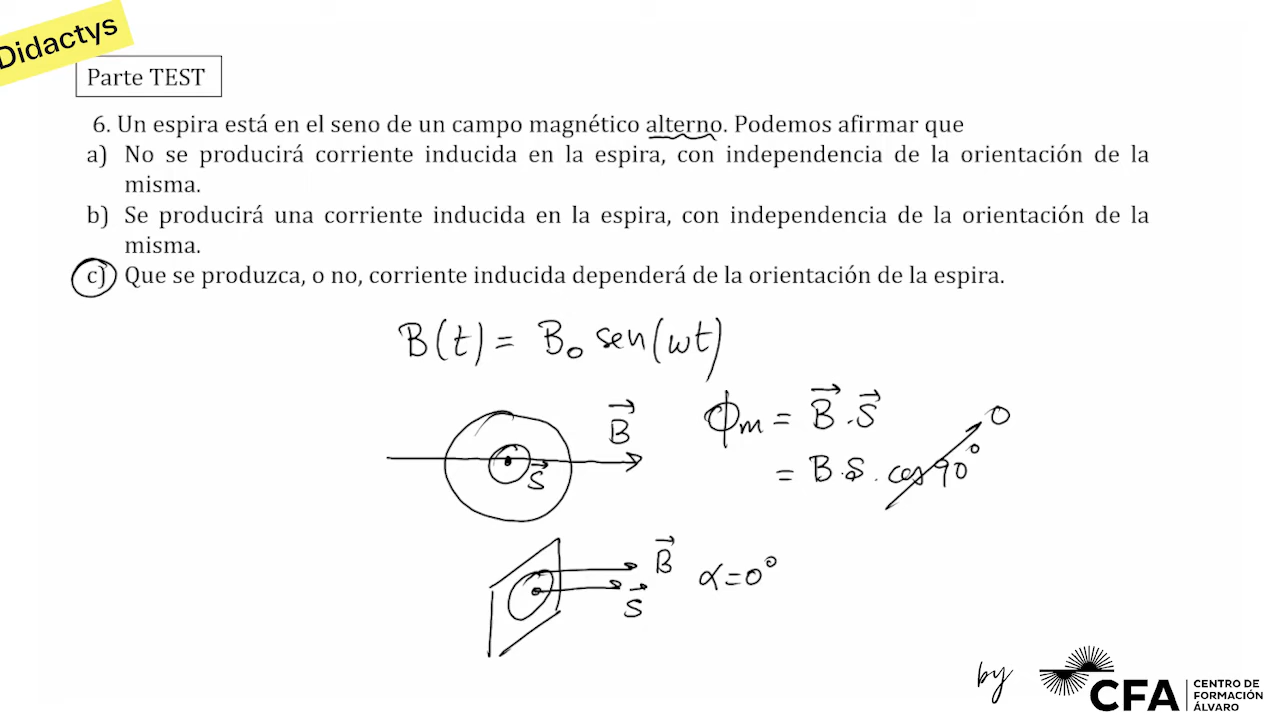 Didactys
Parte TEST
6. Un espira está en el seno de un campo magnético alterno. Podemos afirmar que
a) No se producirá corriente inducida en la espira, con independencia de la orientación de la
misma.
b) Se producirá una corriente inducida en la espira, con independencia de la orientación de la
misma.
c) Que se produzca, o no, corriente inducida dependerá de la orientación de la espira.
B(t) = B₀ sen(ωt)
B⃗
S⃗
ϕm = B⃗ . S⃗
= B.S. cos 90° 0
B⃗
S⃗
α = 0°
by
CFA
CENTRO DE
FORMACIÓN
ÁLVARO